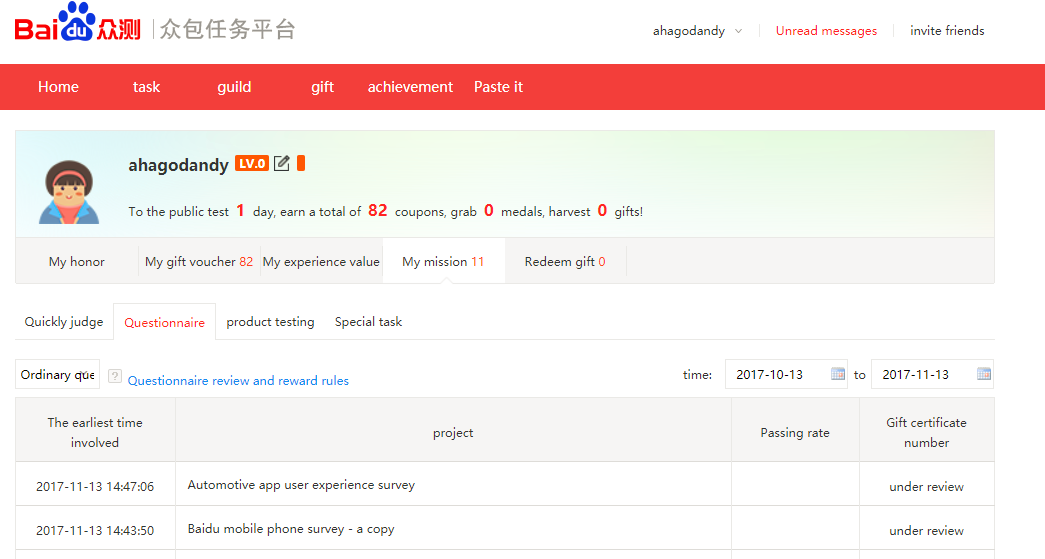 Baidu 众测 众包任务平台 ahagodandy Unread messages invite friends
Home task guild gift achievement Paste it
ahagodandy LV.0
To the public test 1 day, earn a total of 82 coupons, grab 0 medals, harvest 0 gifts!
My honor My gift voucher 82 My experience value My mission 11 Redeem gift 0
Quickly judge Questionnaire product testing Special task
Ordinary que ? Questionnaire review and reward rules time: 2017-10-13 to 2017-11-13
The earliest time involved project Passing rate Gift certificate number
2017-11-13 14:47:06 Automotive app user experience survey under review
2017-11-13 14:43:50 Baidu mobile phone survey - a copy under review